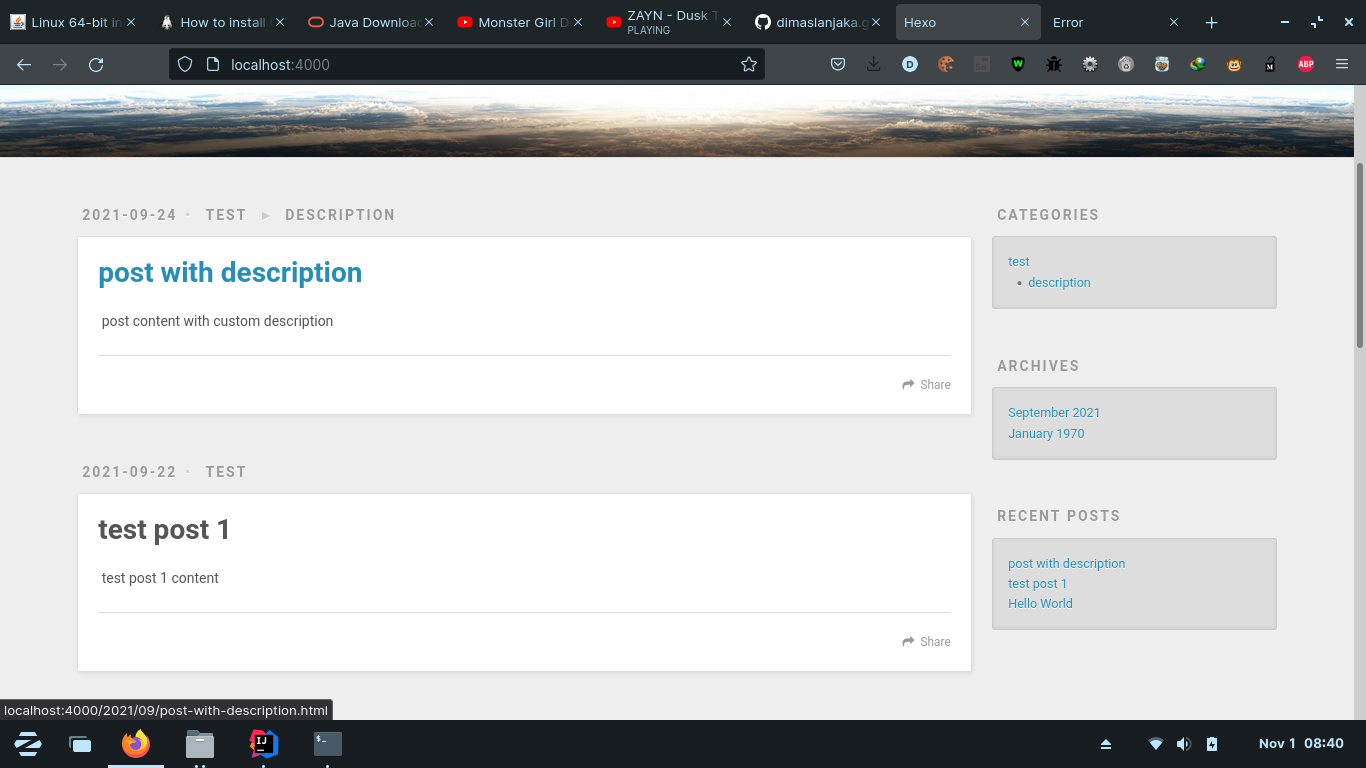 Linux 64-bit in
How to install
Java Downloa
Monster Girl D
ZAYN - Dusk T
PLAYING
dimaslanjaka.g
Hexo
Error
localhost:4000
2021-09-24 · TEST ▸ DESCRIPTION
post with description
post content with custom description
Share
2021-09-22 · TEST
test post 1
test post 1 content
Share
CATEGORIES
test
• description
ARCHIVES
September 2021
January 1970
RECENT POSTS
post with description
test post 1
Hello World
localhost:4000/2021/09/post-with-description.html
Nov 1 08:40
D
W
M
ABP
IJ
$-